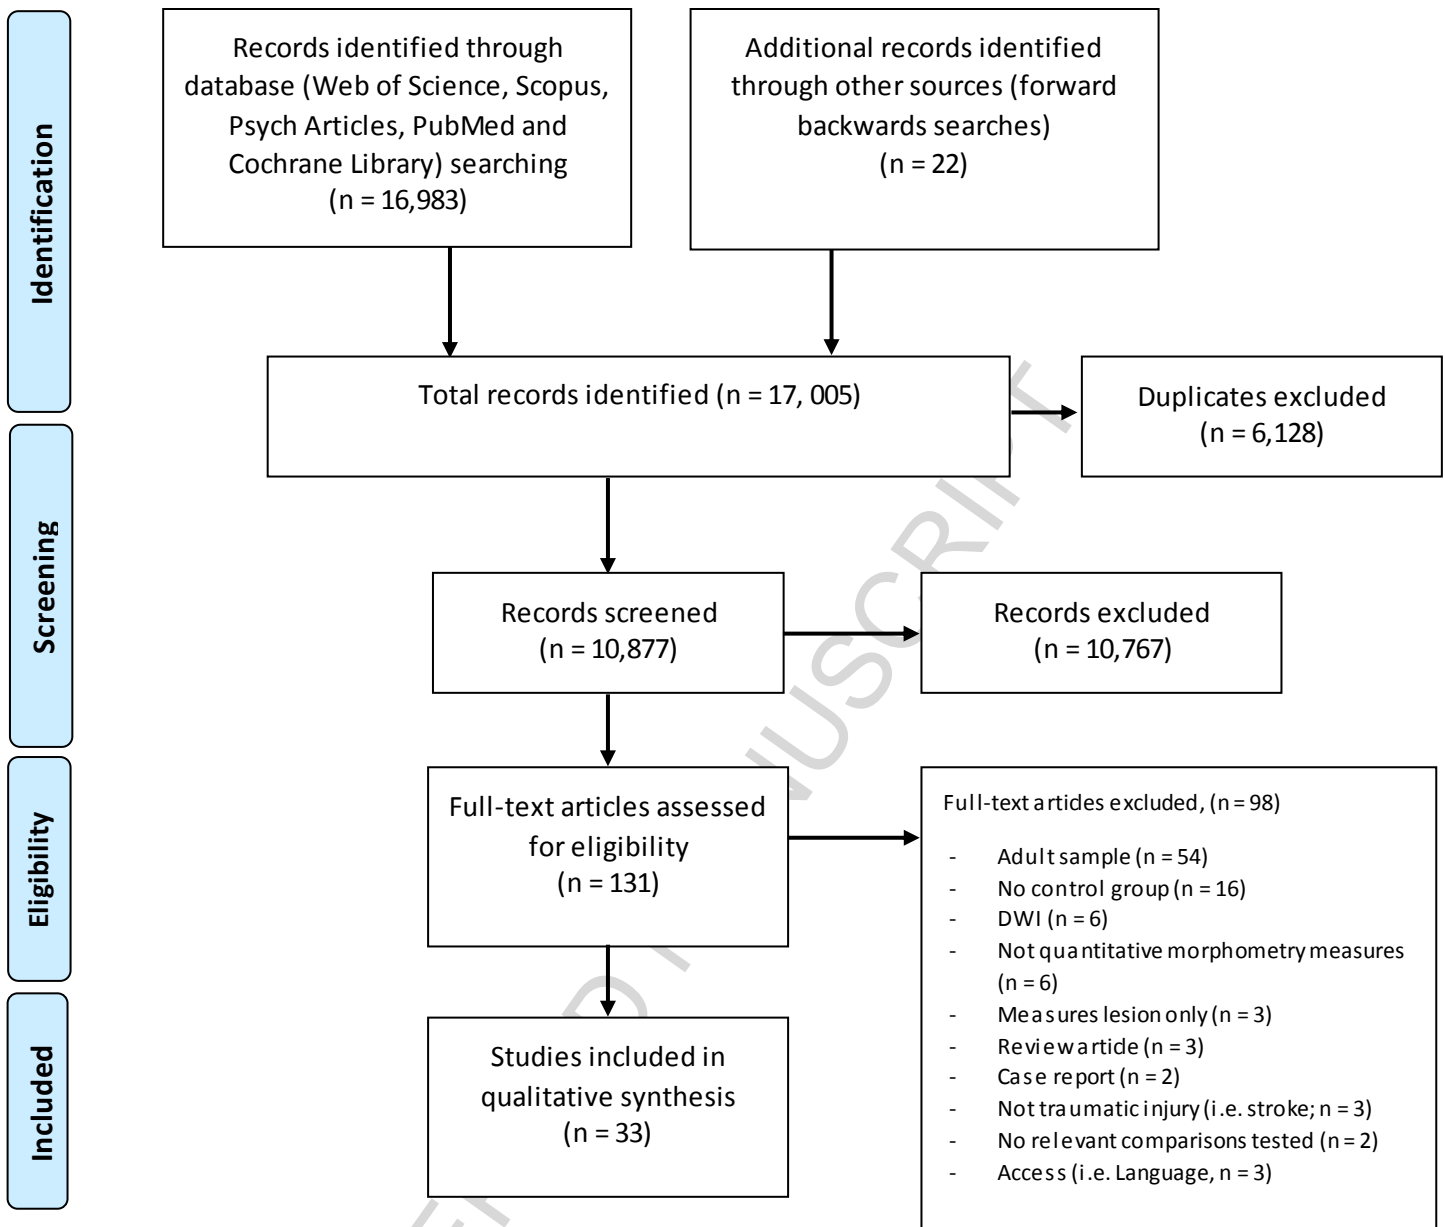 Identification
Records identified through
database (Web of Science, Scopus,
Psych Articles, PubMed and
Cochrane Library) searching
(n = 16,983)
Additional records identified
through other sources (forward
backwards searches)
(n = 22)
Total records identified (n = 17, 005)
Duplicates excluded
(n = 6,128)
Screening
Records screened
(n = 10,877)
Records excluded
(n = 10,767)
Eligibility
Full-text articles assessed
for eligibility
(n = 131)
Full-text articles excluded, (n = 98)
- Adult sample (n = 54)
- No control group (n = 16)
- DWI (n = 6)
- Not quantitative morphometry measures
(n = 6)
- Measures lesion only (n = 3)
- Review article (n = 3)
- Case report (n = 2)
- Not traumatic injury (i.e. stroke; n = 3)
- No relevant comparisons tested (n = 2)
- Access (i.e. Language, n = 3)
Included
Studies included in
qualitative synthesis
(n = 33)